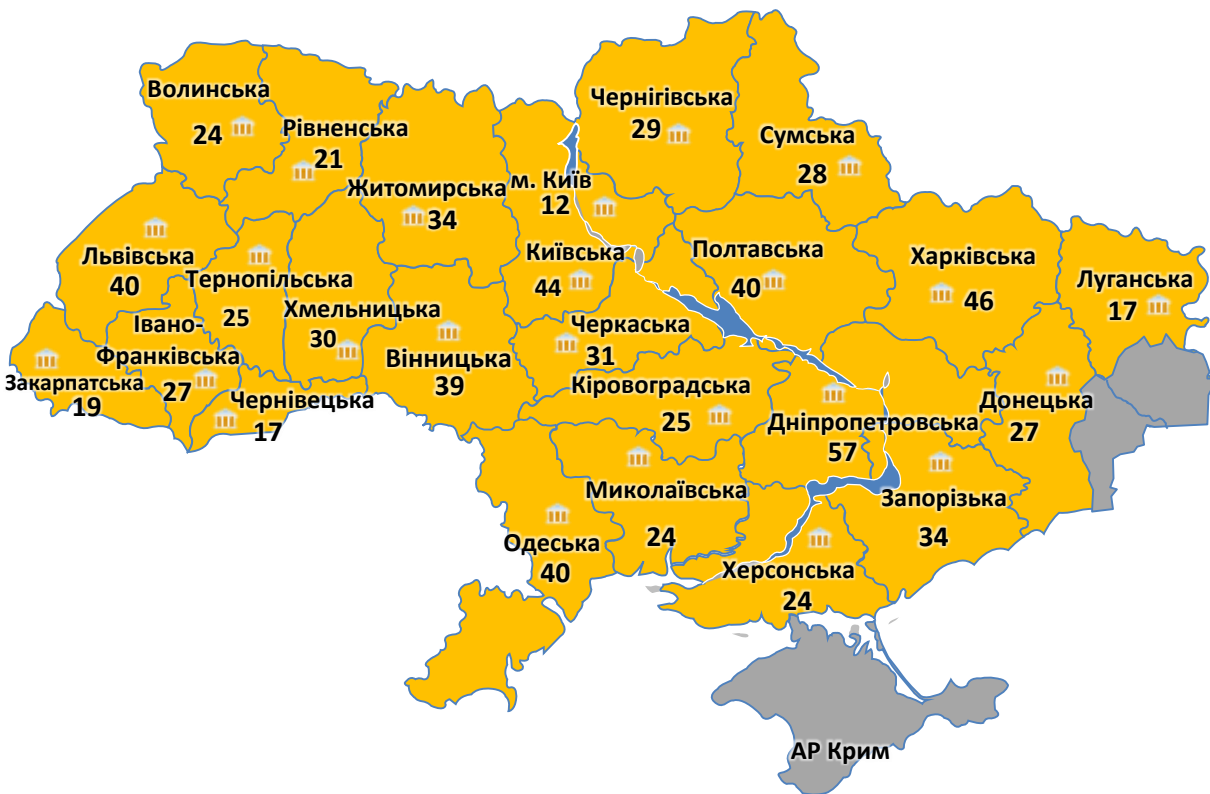 Волинська
24
Рівненська
21
Житомирська
34
м. Київ
12
Чернігівська
29
Сумська
28
Львівська
40
Тернопільська
25
Хмельницька
30
Київська
44
Полтавська
40
Харківська
46
Луганська
17
Івано-
Франківська
27
Закарпатська
19
Чернівецька
17
Вінницька
39
Черкаська
31
Кіровоградська
25
Дніпропетровська
57
Донецька
27
Одеська
40
Миколаївська
24
Запорізька
34
Херсонська
24
АР Крим